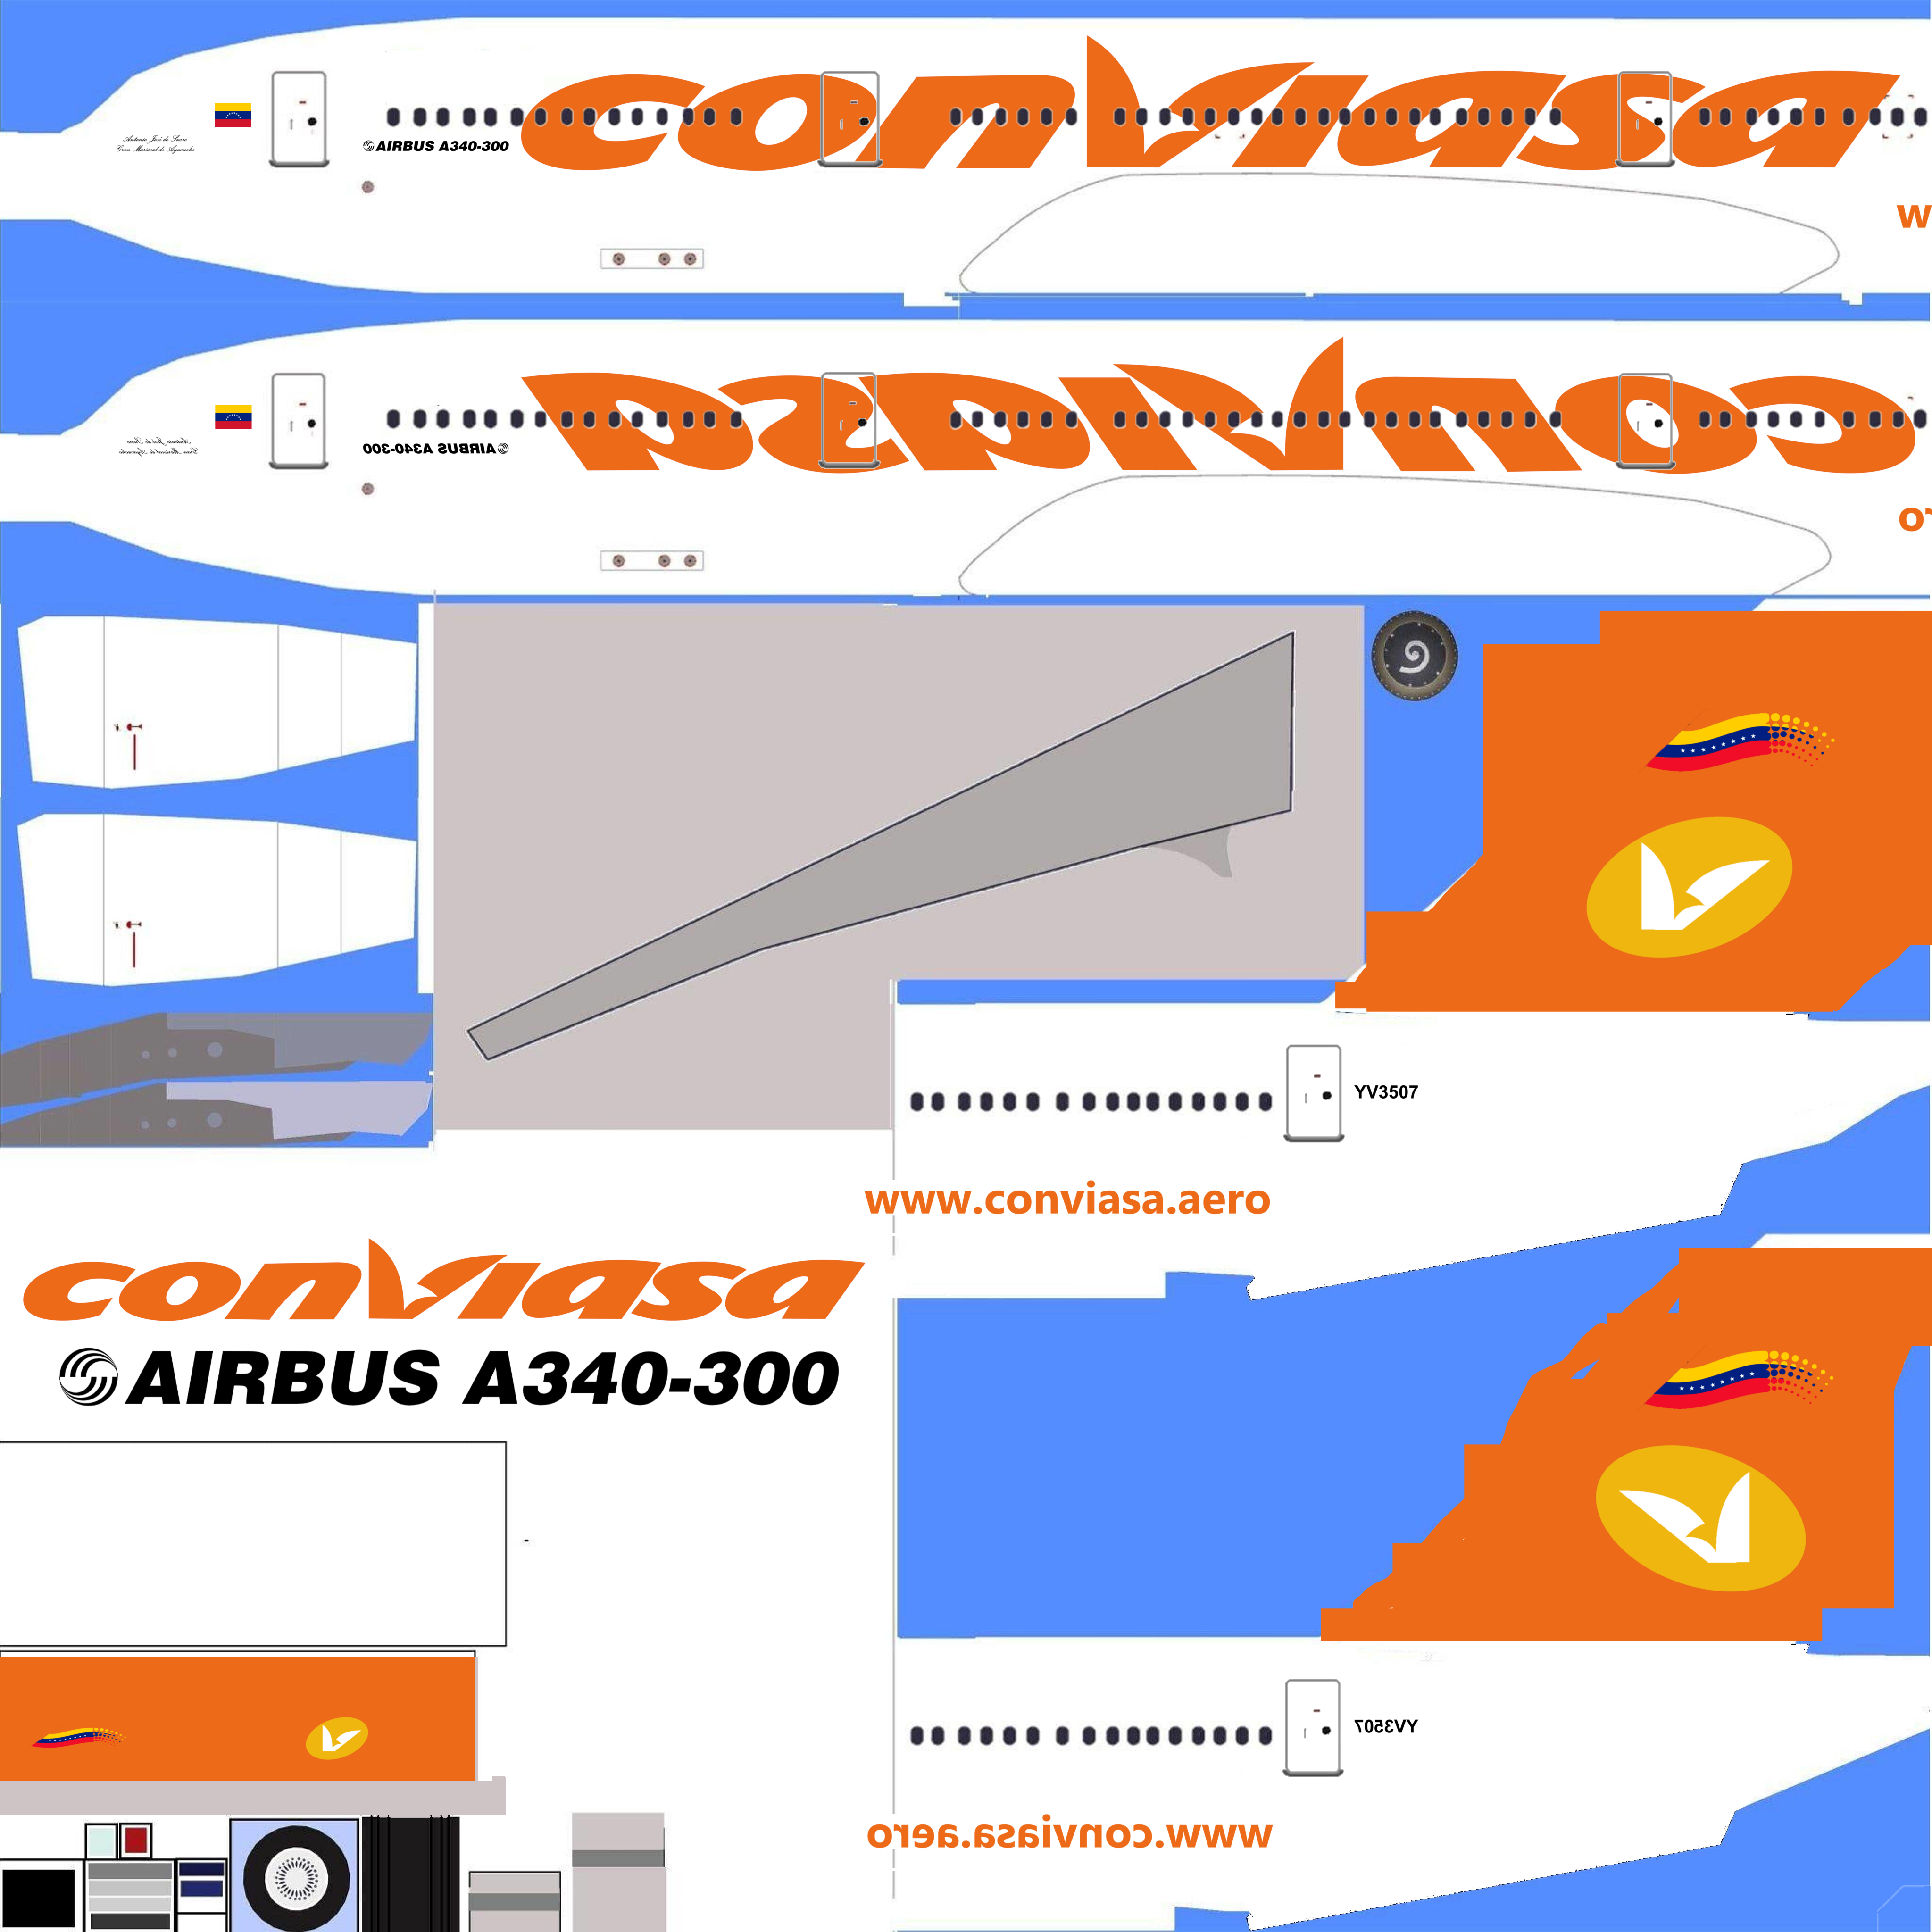 conviasa
Antonio José de Sucre
Gran Mariscal de Ayacucho
AIRBUS A340-300
w
conviasa
Antonio José de Sucre
Gran Mariscal de Ayacucho
AIRBUS A340-300
ro
YV3507
www.conviasa.aero
conviasa
AIRBUS A340-300
YV3507
www.conviasa.aero